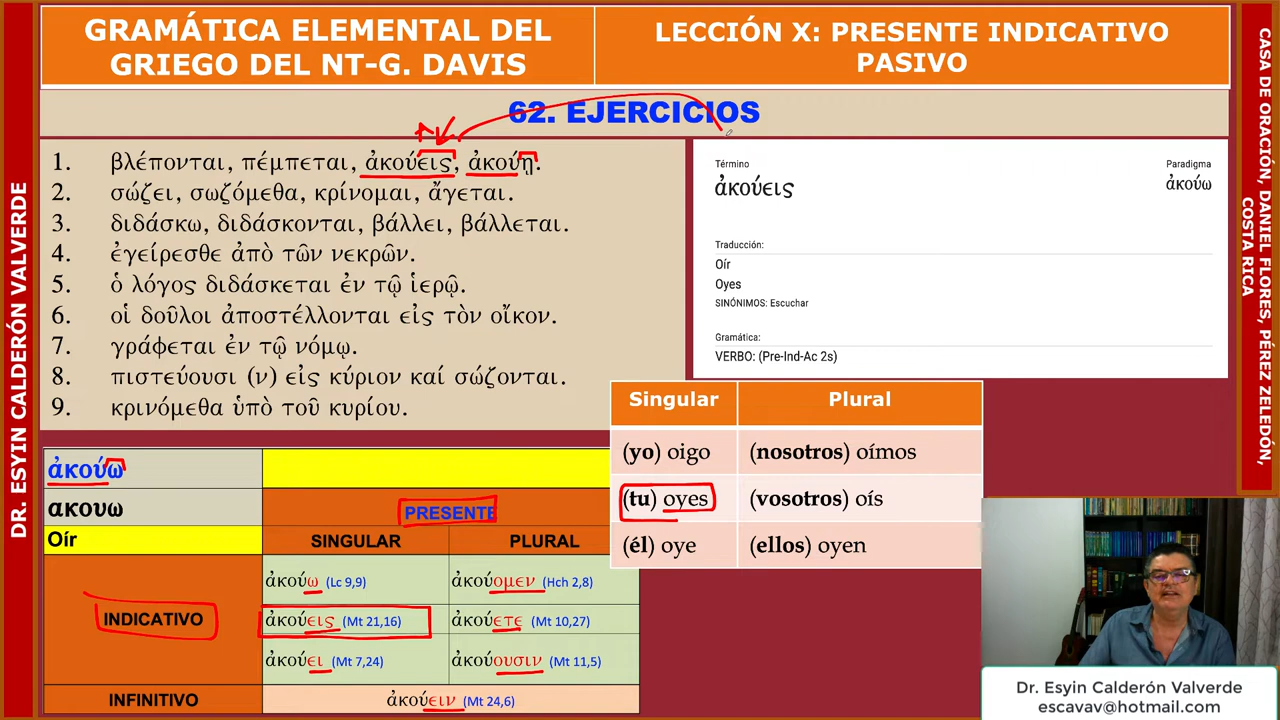 GRAMÁTICA ELEMENTAL DEL
GRIEGO DEL NT-G. DAVIS
LECCIÓN X: PRESENTE INDICATIVO
PASIVO
62. EJERCICIOS
1. βλέπονται, πέμπεται, ἀκούεις, ἀκούῃ.
2. σώζει, σωζόμεθα, κρίνομαι, ἄγεται.
3. διδάσκω, διδάσκονται, βάλλει, βάλλεται.
4. ἐγείρεσθε ἀπὸ τῶν νεκρῶν.
5. ὁ λόγος διδάσκεται ἐν τῷ ἱερῷ.
6. οἱ δοῦλοι ἀποστέλλονται εἰς τὸν οἴκον.
7. γράφεται ἐν τῷ νόμῳ.
8. πιστεύουσι (ν) εἰς κύριον καί σώζονται.
9. κρινόμεθα ὑπὸ τοῦ κυρίου.
Término
Paradigma
ἀκούεις
ἀκούω
Traducción:
Oír
Oyes
SINÓNIMOS: Escuchar
Gramática:
VERBO: (Pre-Ind-Ac 2s)
Singular Plural
(yo) oigo (nosotros) oímos
(tu) oyes (vosotros) oís
(él) oye (ellos) oyen
ἀκούω
ακουω PRESENTE
Oír SINGULAR PLURAL
INDICATIVO
ἀκούω (Lc 9,9) ἀκούομεν (Hch 2,8)
ἀκούεις (Mt 21,16) ἀκούετε (Mt 10,27)
ἀκούει (Mt 7,24) ἀκούουσιν (Mt 11,5)
INFINITIVO ἀκούειν (Mt 24,6)
DR. ESYIN CALDERÓN VALVERDE
CASA DE ORACIÓN, DANIEL FLORES, PÉREZ ZELEDÓN,
COSTA RICA
Dr. Esyin Calderón Valverde
escavav@hotmail.com